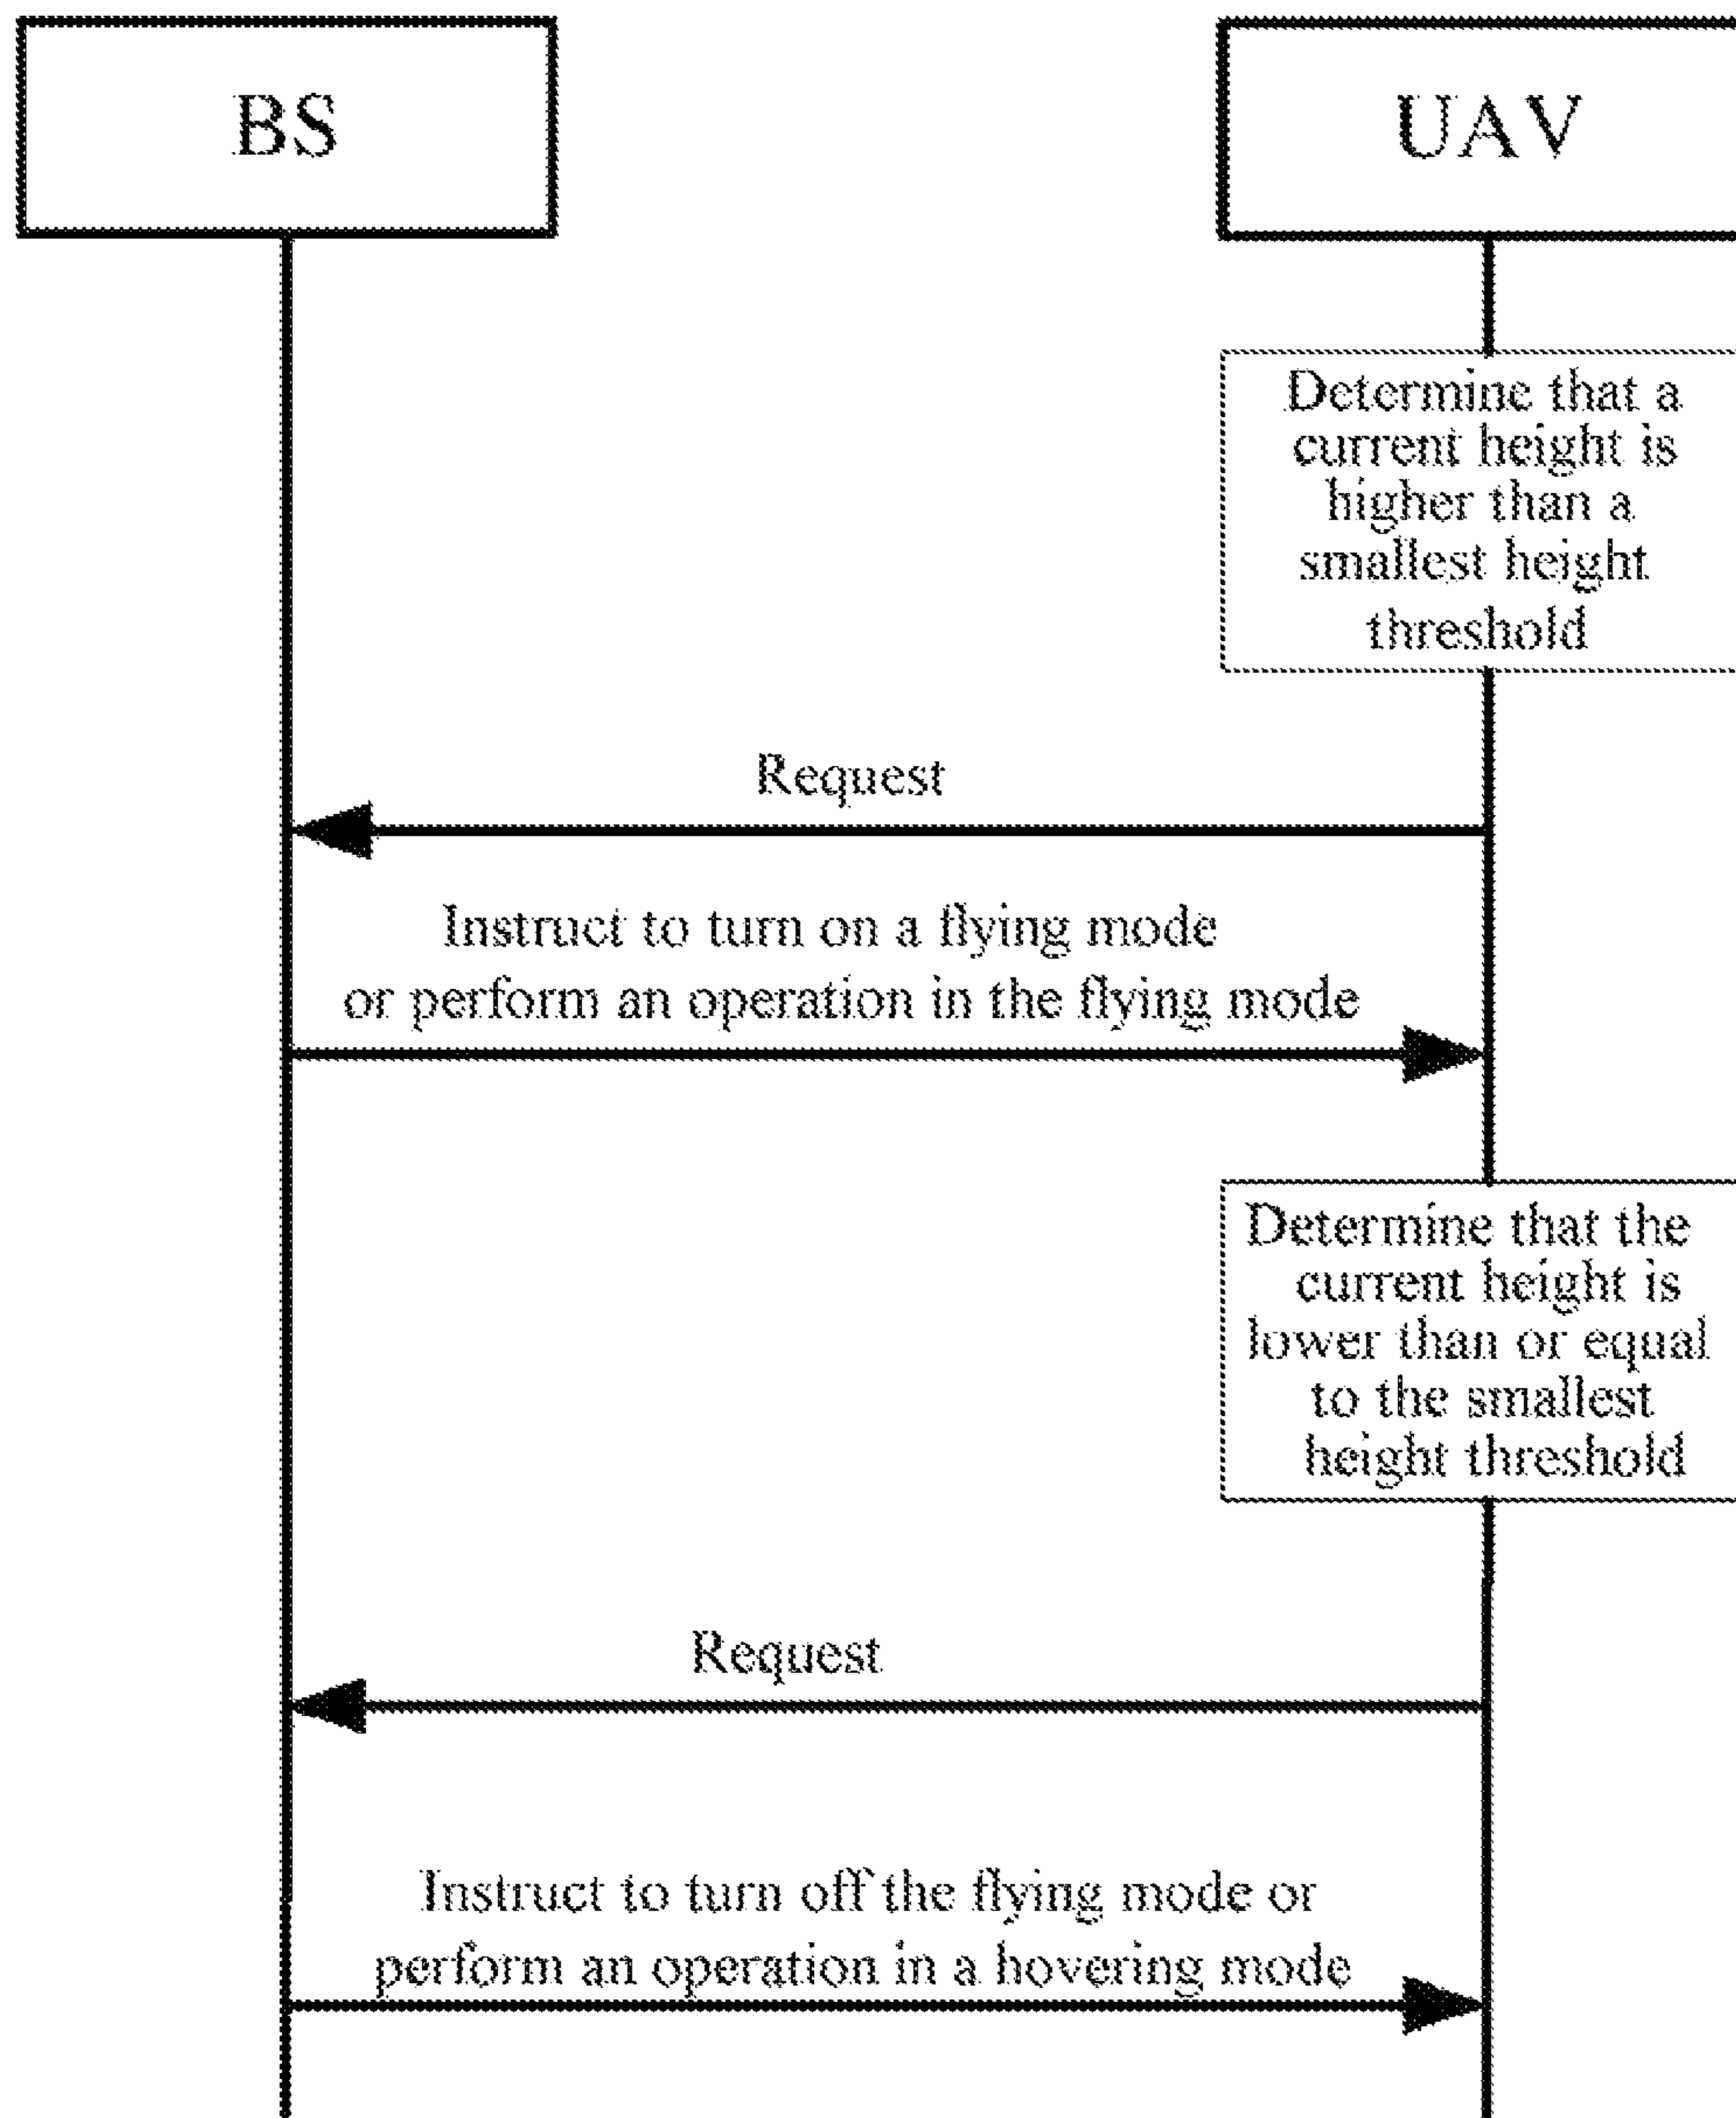 BS
UAV
Determine that a
current height is
higher than a
smallest height
threshold
Request
Instruct to turn on a flying mode
or perform an operation in the flying mode
Determine that the
current height is
lower than or equal
to the smallest
height threshold
Request
Instruct to turn off the flying mode or
perform an operation in a hovering mode